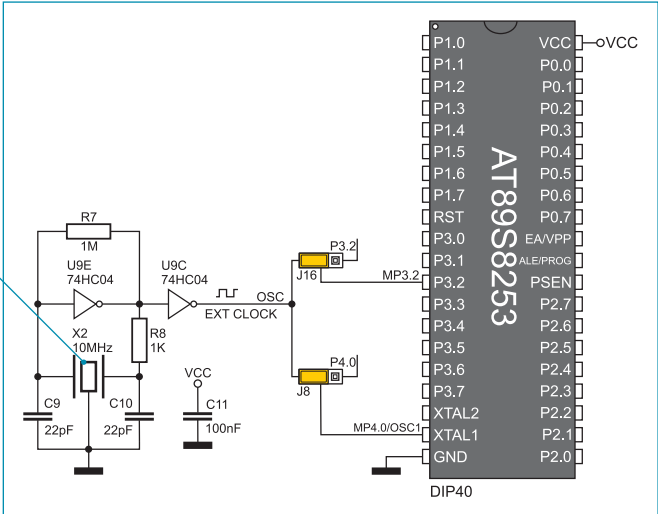 P1.0
P1.1
P1.2
P1.3
P1.4
P1.5
P1.6
P1.7
RST
P3.0
P3.1
P3.2
P3.3
P3.4
P3.5
P3.6
P3.7
XTAL2
XTAL1
GND
AT89S8253
VCC
P0.0
P0.1
P0.2
P0.3
P0.4
P0.5
P0.6
P0.7
EA/VPP
ALE/PROG
PSEN
P2.7
P2.6
P2.5
P2.4
P2.3
P2.2
P2.1
P2.0
VCC
DIP40
R7
1M
U9E
74HC04
U9C
74HC04
OSC
EXT CLOCK
X2
10MHz
R8
1K
C9
22pF
C10
22pF
VCC
C11
100nF
P3.2
J16
MP3.2
P4.0
J8
MP4.0/OSC1